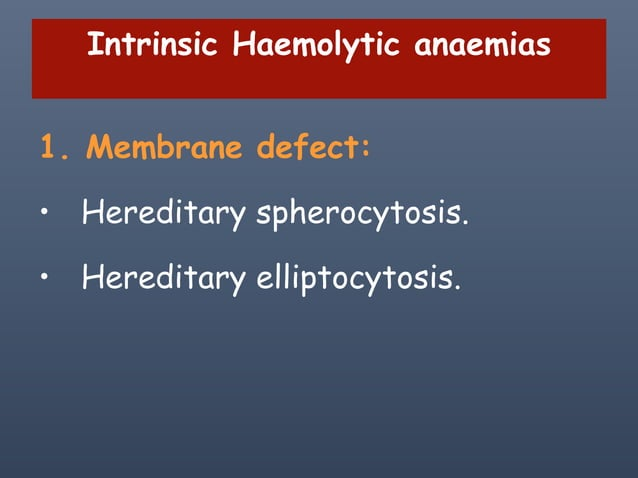 Intrinsic Haemolytic anaemias
1. Membrane defect:
• Hereditary spherocytosis.
• Hereditary elliptocytosis.